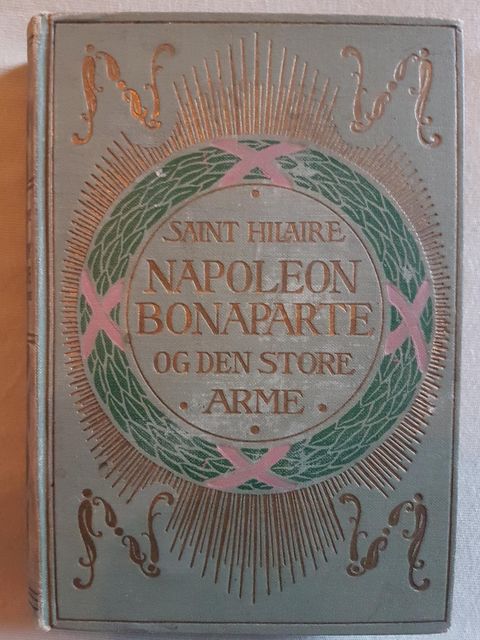 N N
SAINT HILAIRE
NAPOLEON
BONAPARTE
OG DEN STORE
· ARME ·
N N